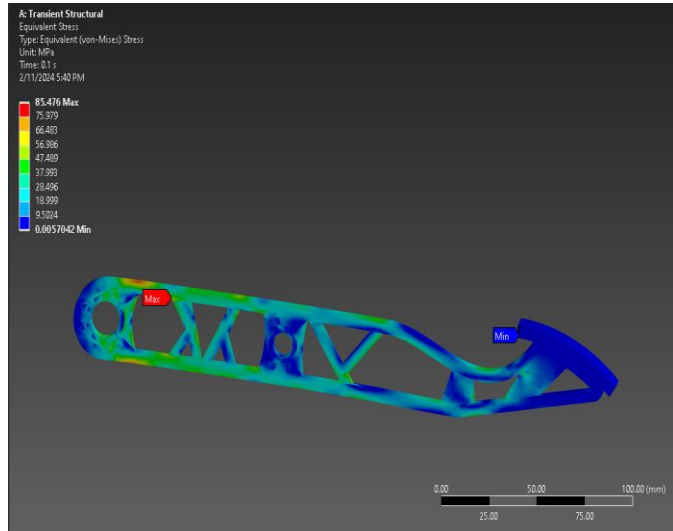 A: Transient Structural
Equivalent Stress
Type: Equivalent (von-Mises) Stress
Unit: MPa
Time: 0.1 s
2/11/2024 5:40 PM
85.476 Max
75.979
66.483
56.986
47.489
37.993
28.496
18.999
9.5024
0.0057042 Min
Max
Min
0.00 50.00 100.00 (mm)
25.00 75.00